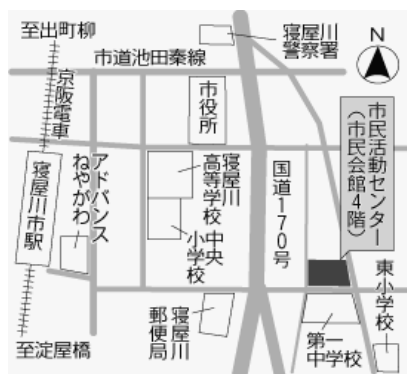 至出町柳
寝屋川
警察署
N
市道池田秦線
京阪電車
市役所
市民活動センター
(市民会館4階)
アドバンス
ねやがわ
寝屋川
高等学校
国道170号
寝屋川市駅
中央
小学校
東小学校
寝屋川
郵便局
第一
中学校
至淀屋橋